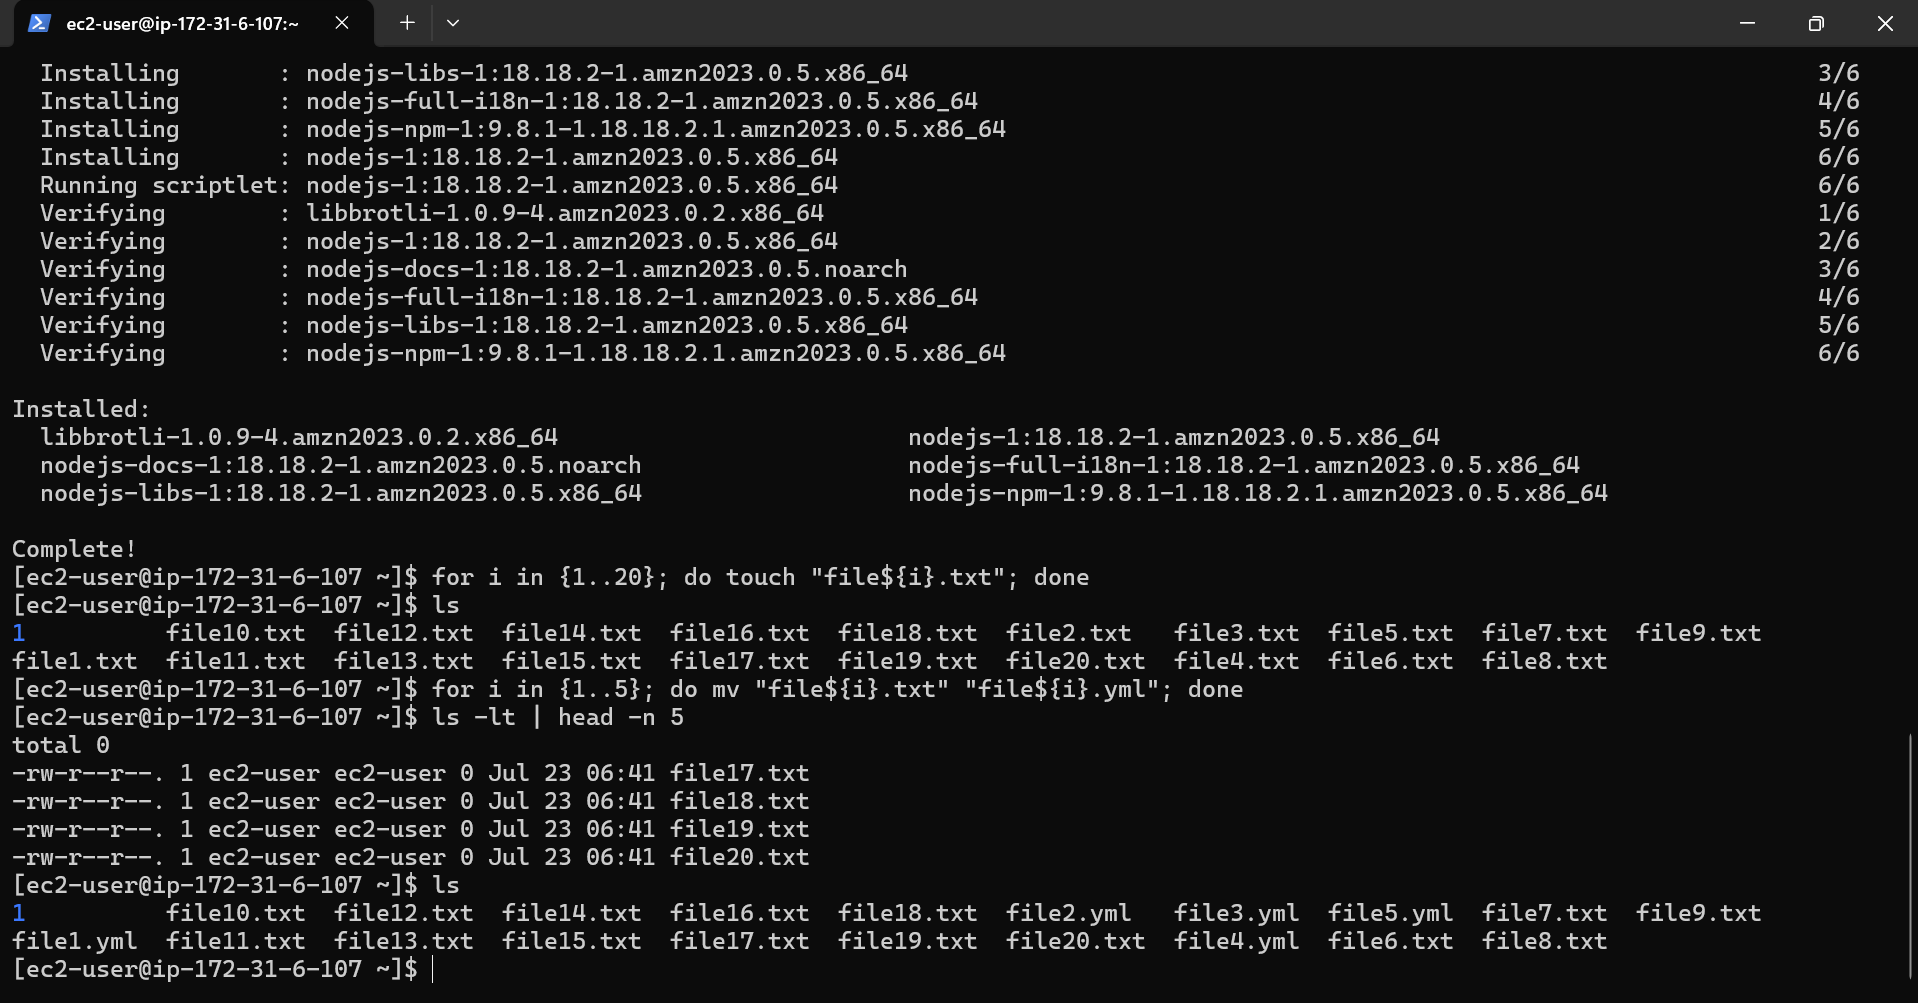 ec2-user@ip-172-31-6-107:~
Installing       : nodejs-libs-1:18.18.2-1.amzn2023.0.5.x86_64 3/6
Installing       : nodejs-full-i18n-1:18.18.2-1.amzn2023.0.5.x86_64 4/6
Installing       : nodejs-npm-1:9.8.1-1.18.18.2.1.amzn2023.0.5.x86_64 5/6
Installing       : nodejs-1:18.18.2-1.amzn2023.0.5.x86_64 6/6
Running scriptlet: nodejs-1:18.18.2-1.amzn2023.0.5.x86_64 6/6
Verifying        : libbrotli-1.0.9-4.amzn2023.0.2.x86_64 1/6
Verifying        : nodejs-1:18.18.2-1.amzn2023.0.5.x86_64 2/6
Verifying        : nodejs-docs-1:18.18.2-1.amzn2023.0.5.noarch 3/6
Verifying        : nodejs-full-i18n-1:18.18.2-1.amzn2023.0.5.x86_64 4/6
Verifying        : nodejs-libs-1:18.18.2-1.amzn2023.0.5.x86_64 5/6
Verifying        : nodejs-npm-1:9.8.1-1.18.18.2.1.amzn2023.0.5.x86_64 6/6
Installed:
libbrotli-1.0.9-4.amzn2023.0.2.x86_64 nodejs-1:18.18.2-1.amzn2023.0.5.x86_64
nodejs-docs-1:18.18.2-1.amzn2023.0.5.noarch nodejs-full-i18n-1:18.18.2-1.amzn2023.0.5.x86_64
nodejs-libs-1:18.18.2-1.amzn2023.0.5.x86_64 nodejs-npm-1:9.8.1-1.18.18.2.1.amzn2023.0.5.x86_64
Complete!
[ec2-user@ip-172-31-6-107 ~]$ for i in {1..20}; do touch "file${i}.txt"; done
[ec2-user@ip-172-31-6-107 ~]$ ls
1          file10.txt  file12.txt  file14.txt  file16.txt  file18.txt  file2.txt   file3.txt  file5.txt  file7.txt  file9.txt
file1.txt  file11.txt  file13.txt  file15.txt  file17.txt  file19.txt  file20.txt  file4.txt  file6.txt  file8.txt
[ec2-user@ip-172-31-6-107 ~]$ for i in {1..5}; do mv "file${i}.txt" "file${i}.yml"; done
[ec2-user@ip-172-31-6-107 ~]$ ls -lt | head -n 5
total 0
-rw-r--r--. 1 ec2-user ec2-user 0 Jul 23 06:41 file17.txt
-rw-r--r--. 1 ec2-user ec2-user 0 Jul 23 06:41 file18.txt
-rw-r--r--. 1 ec2-user ec2-user 0 Jul 23 06:41 file19.txt
-rw-r--r--. 1 ec2-user ec2-user 0 Jul 23 06:41 file20.txt
[ec2-user@ip-172-31-6-107 ~]$ ls
1          file10.txt  file12.txt  file14.txt  file16.txt  file18.txt  file2.yml   file3.yml  file5.yml  file7.txt  file9.txt
file1.yml  file11.txt  file13.txt  file15.txt  file17.txt  file19.txt  file20.txt  file4.yml  file6.txt  file8.txt
[ec2-user@ip-172-31-6-107 ~]$